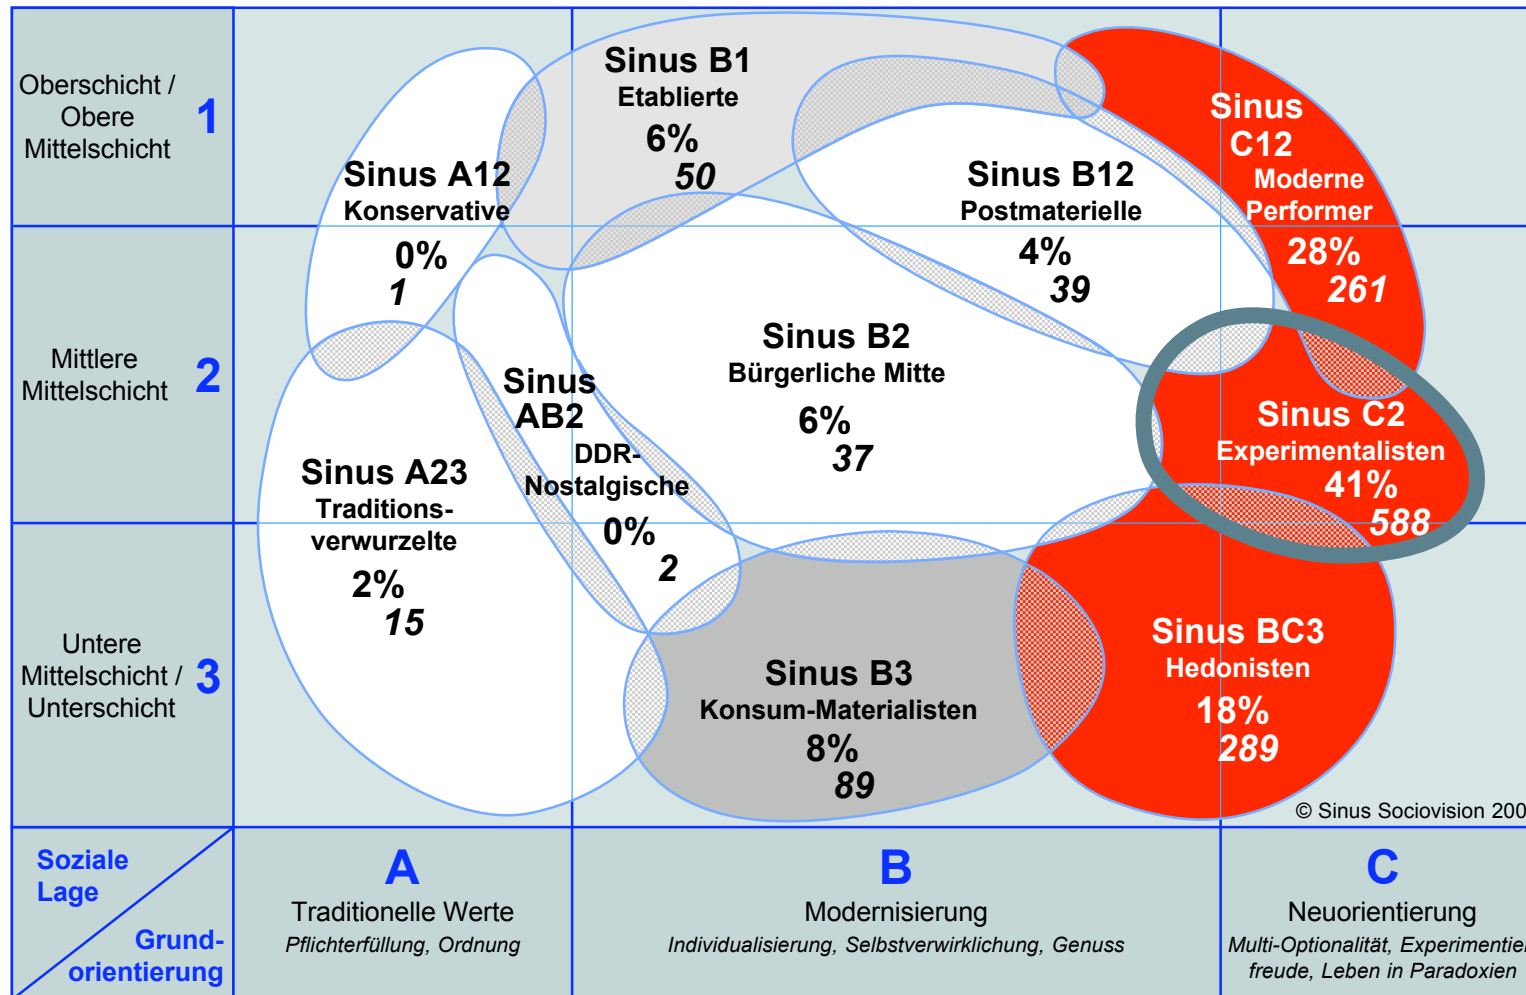 Oberschicht /
Obere
Mittelschicht
1
Mittlere
Mittelschicht
2
Untere
Mittelschicht /
Unterschicht
3
Sinus B1
Etablierte
6%
50
Sinus A12
Konservative
0%
1
Sinus B12
Postmaterielle
4%
39
Sinus
C12
Moderne
Performer
28%
261
Sinus B2
Bürgerliche Mitte
6%
37
Sinus
AB2
DDR-
Nostalgische
0%
2
Sinus A23
Traditions-
verwurzelte
2%
15
Sinus C2
Experimentalisten
41%
588
Sinus B3
Konsum-Materialisten
8%
89
Sinus BC3
Hedonisten
18%
289
© Sinus Sociovision 200
Soziale
Lage
Grund-
orientierung
A
Traditionelle Werte
Pflichterfüllung, Ordnung
B
Modernisierung
Individualisierung, Selbstverwirklichung, Genuss
C
Neuorientierung
Multi-Optionalität, Experimentier
freude, Leben in Paradoxien